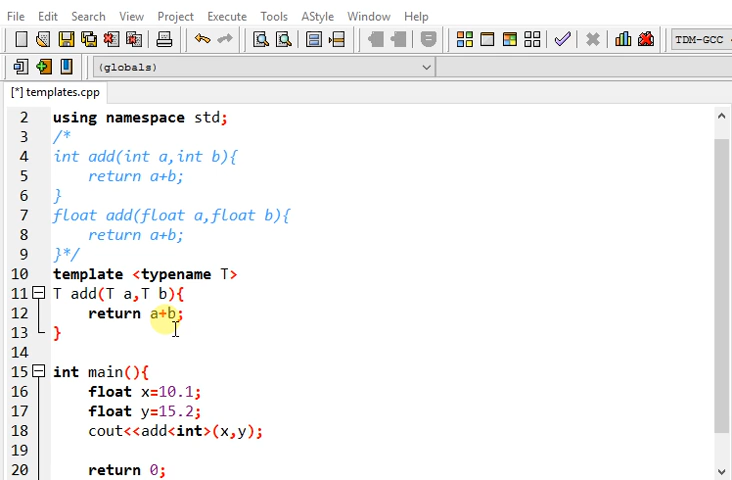 File Edit Search View Project Execute Tools AStyle Window Help
TDM-GCC
(globals)
[*] templates.cpp
2 using namespace std;
3 /*
4 int add(int a,int b){
5 return a+b;
6 }
7 float add(float a,float b){
8 return a+b;
9 }*/
10 template <typename T>
11 T add(T a,T b){
12 return a+b;
13 }
14
15 int main(){
16 float x=10.1;
17 float y=15.2;
18 cout<<add<int>(x,y);
19
20 return 0;